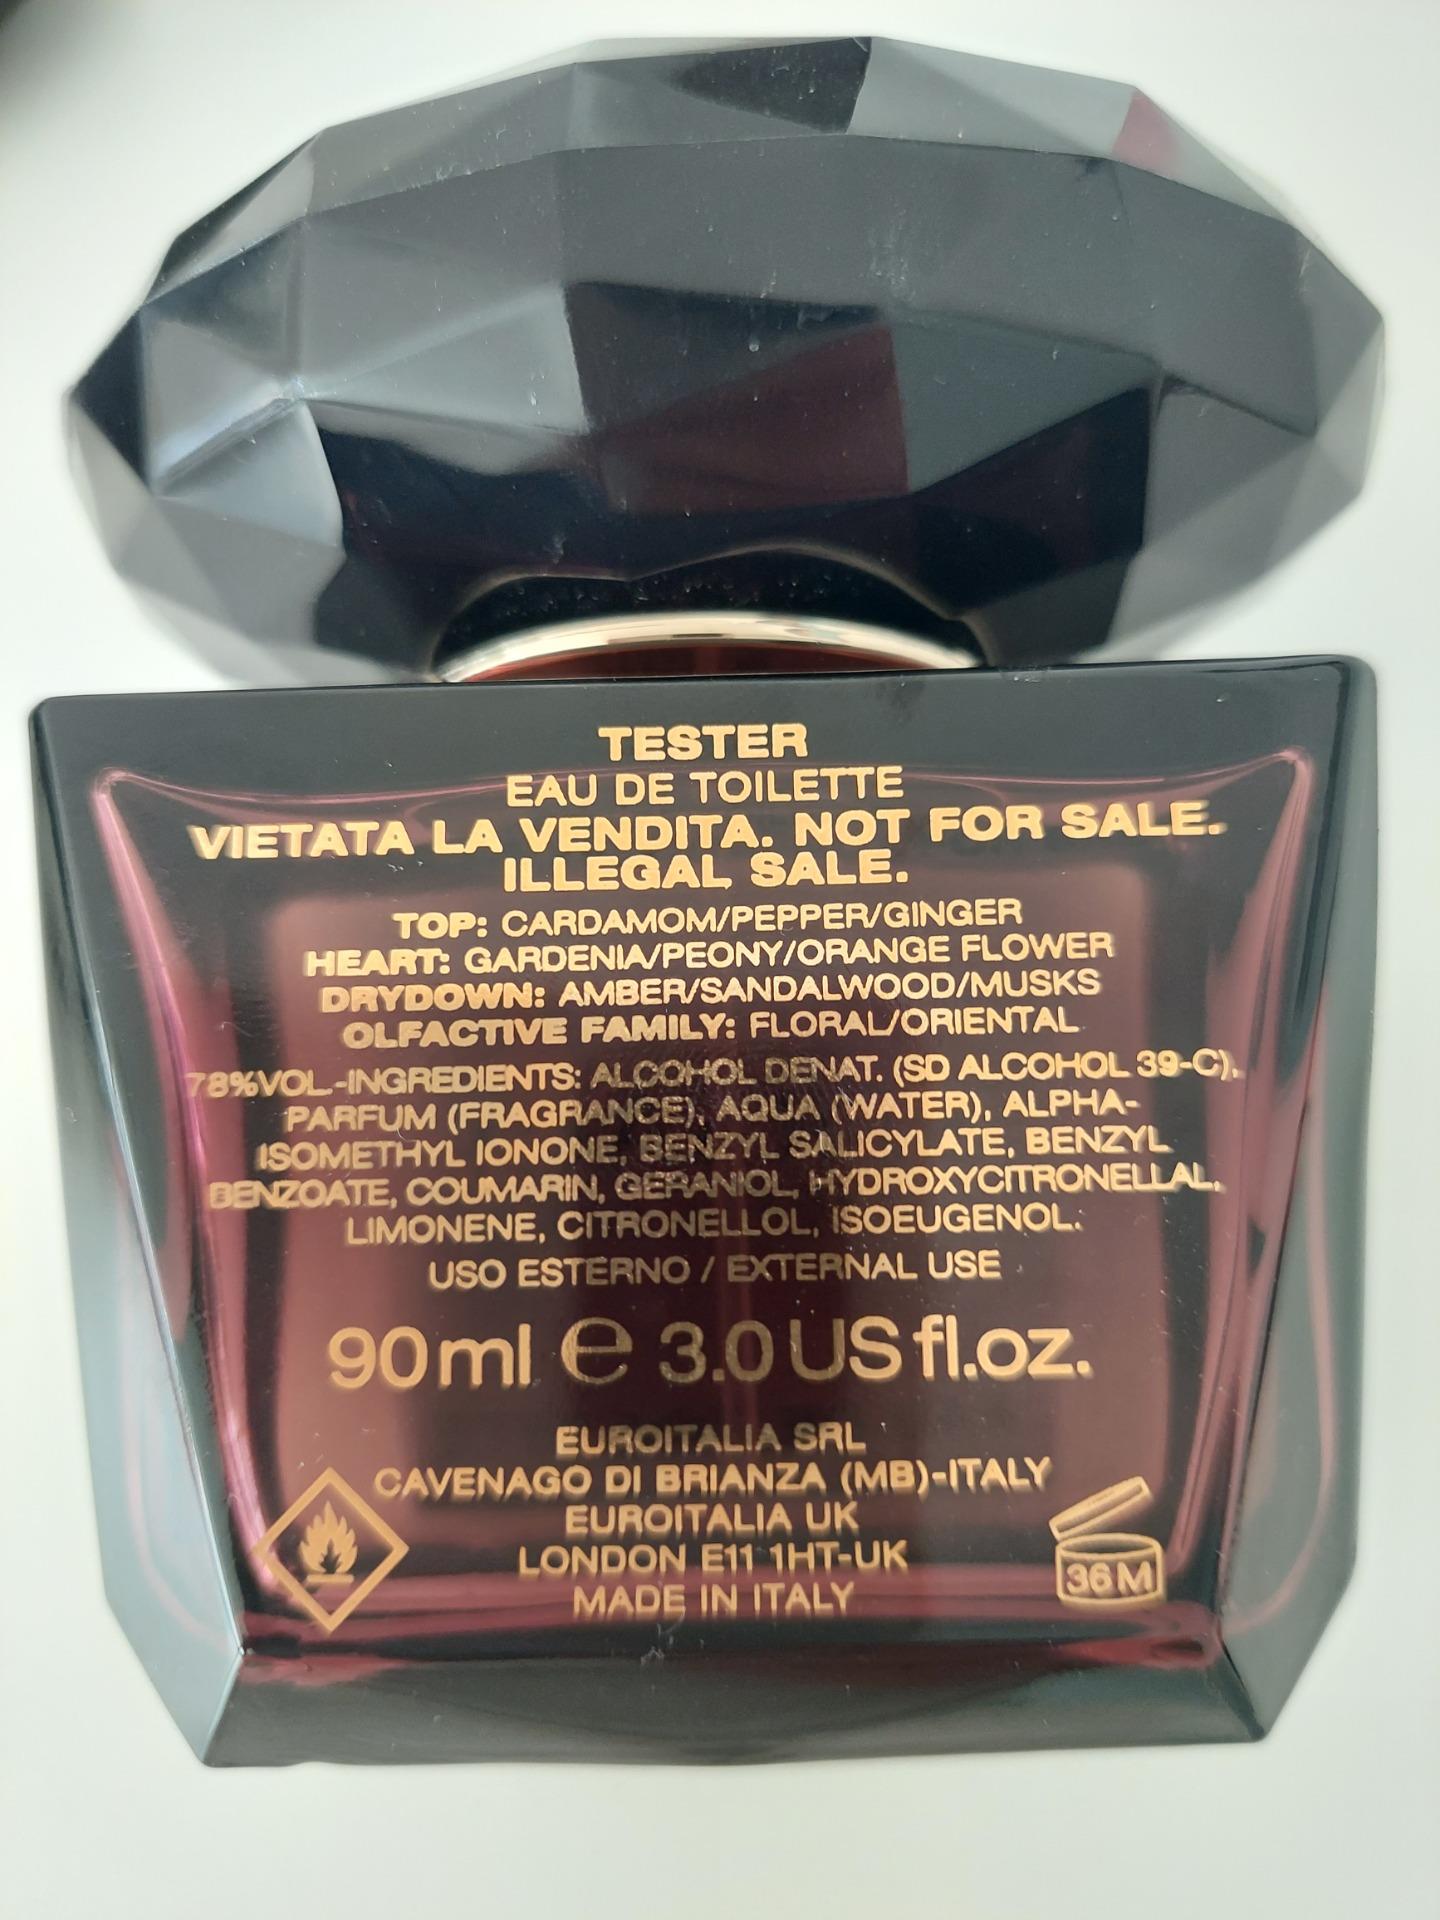 TESTER
EAU DE TOILETTE
VIETATA LA VENDITA. NOT FOR SALE.
ILLEGAL SALE.
TOP: CARDAMOM/PEPPER/GINGER
HEART: GARDENIA/PEONY/ORANGE FLOWER
DRYDOWN: AMBER/SANDALWOOD/MUSKS
OLFACTIVE FAMILY: FLORAL/ORIENTAL
78%VOL.-INGREDIENTS: ALCOHOL DENAT. (SD ALCOHOL 39-C),
PARFUM (FRAGRANCE), AQUA (WATER), ALPHA-
ISOMETHYL IONONE, BENZYL SALICYLATE, BENZYL
BENZOATE, COUMARIN, GERANIOL, HYDROXYCITRONELLAL,
LIMONENE, CITRONELLOL, ISOEUGENOL.
USO ESTERNO / EXTERNAL USE
90ml e 3.0 US fl.oz.
EUROITALIA SRL
CAVENAGO DI BRIANZA (MB)-ITALY
EUROITALIA UK
LONDON E11 1HT-UK
MADE IN ITALY
36 M